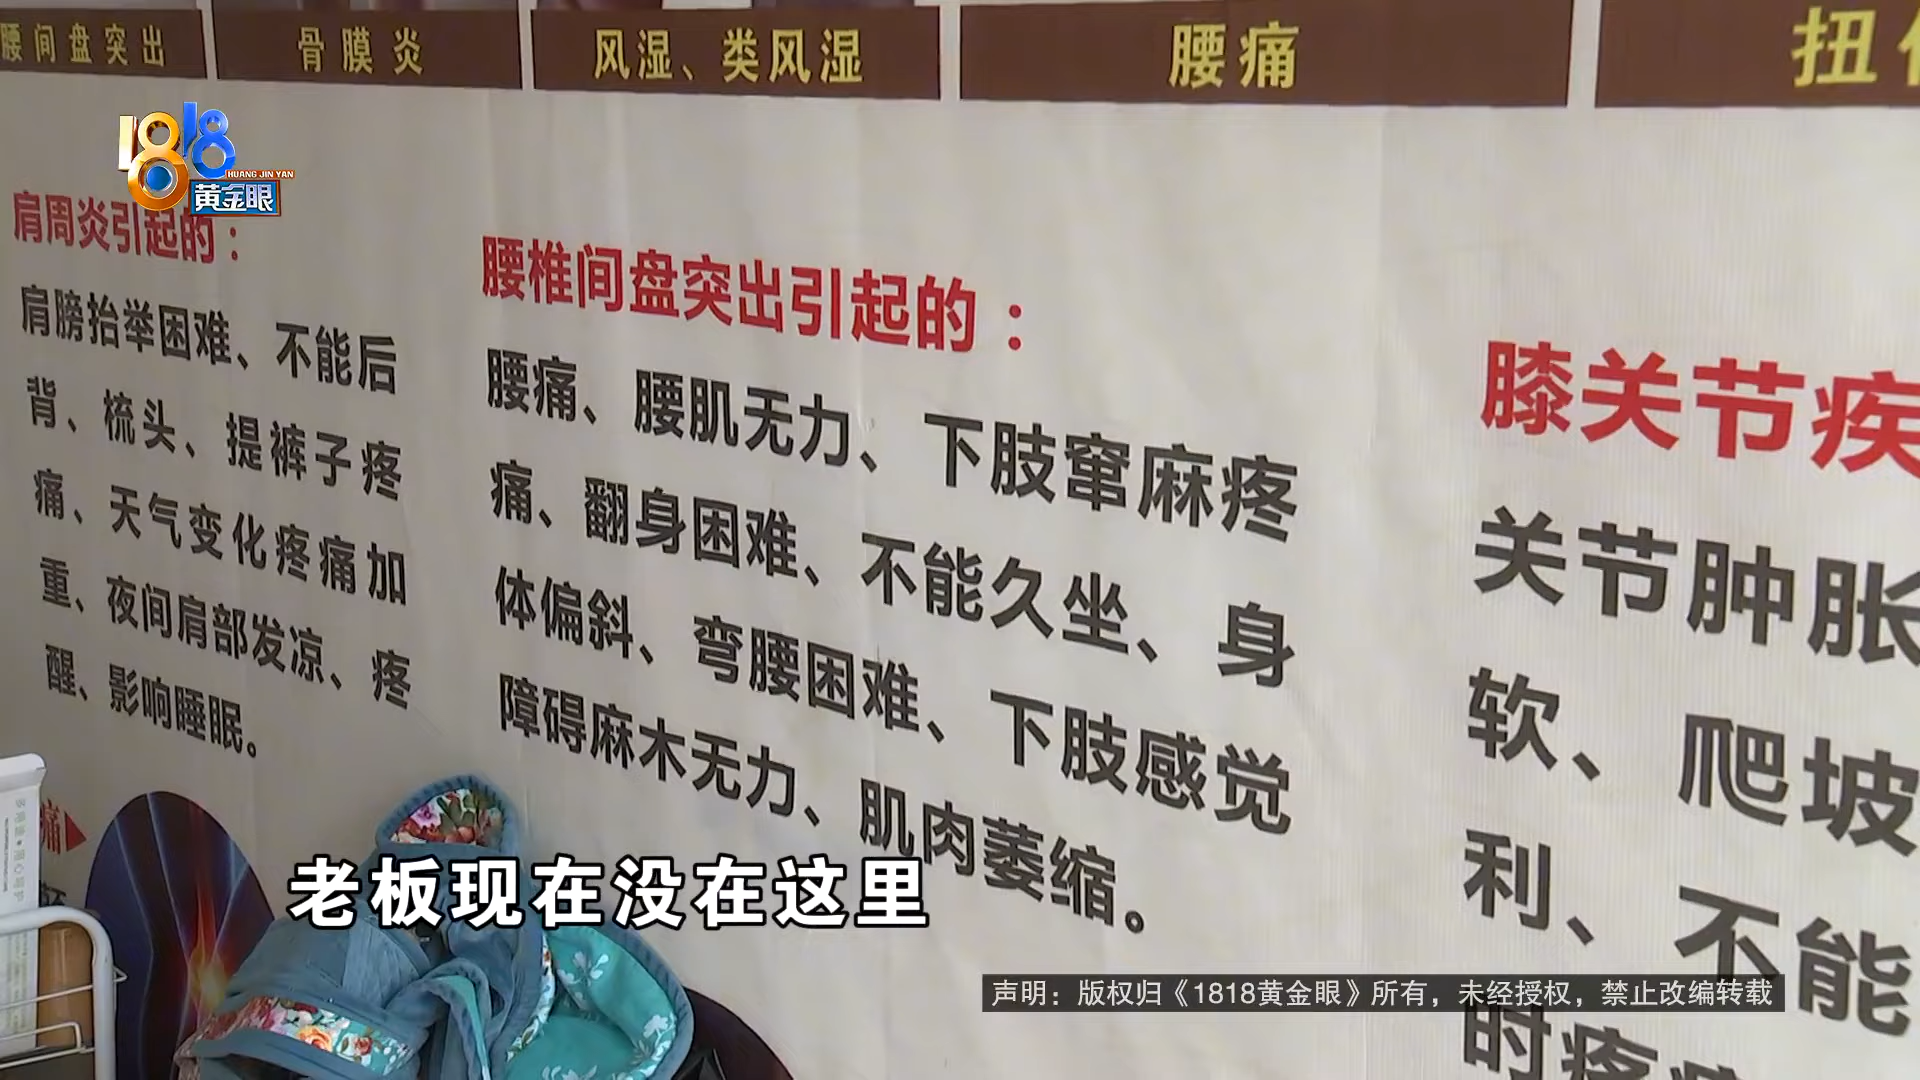 腰间盘突出
骨膜炎
风湿、类风湿
腰痛
扭
1818
HUANG JIN YAN
黄金眼
肩周炎引起的：
肩膀抬举困难、不能后
背、梳头、提裤子疼
痛、天气变化疼痛加
重、夜间肩部发凉、疼
醒、影响睡眠。
腰椎间盘突出引起的：
腰痛、腰肌无力、下肢窜麻疼
痛、翻身困难、不能久坐、身
体偏斜、弯腰困难、下肢感觉
障碍麻木无力、肌肉萎缩。
膝关节疾
关节肿胀
软、爬坡
利、不能
时疼
痛
老板现在没在这里
声明：版权归《1818黄金眼》所有，未经授权，禁止改编转载